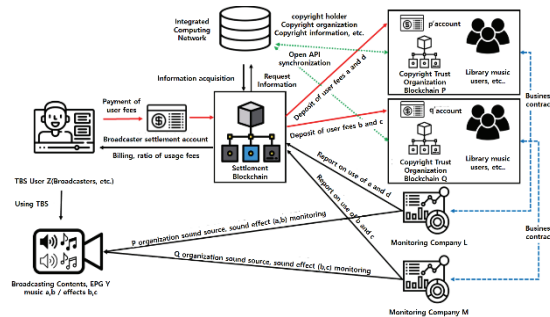 Integrated
Computing
Network
copyright holder
Copyright organization
Copyright information, etc.
Open API
synchronization
p'account
Copyright Trust
Organization
Blockchain P
Library music
users, etc..
Information acquisition
Request
Information
Deposit of user fees a and d
Payment of
user fees
Broadcaster settlement account
Billing, ratio of usage fees
Settlement
Blockchain
Deposit of user fees b and c
q'account
Copyright Trust
Organization
Blockchain Q
Library music
users, etc..
Busines
contrac
TBS User Z(Broadcasters, etc.)
Using TBS
Report on use of a and d
Report on use of b and c
P organization sound source, sound effect (a,b) monitoring
Q organization sound source, sound effect (b,c) monitoring
Monitoring Company L
Busines
contrac
Broadcasting Contents, EPG Y
music a,b / effects b,c
Monitoring Company M